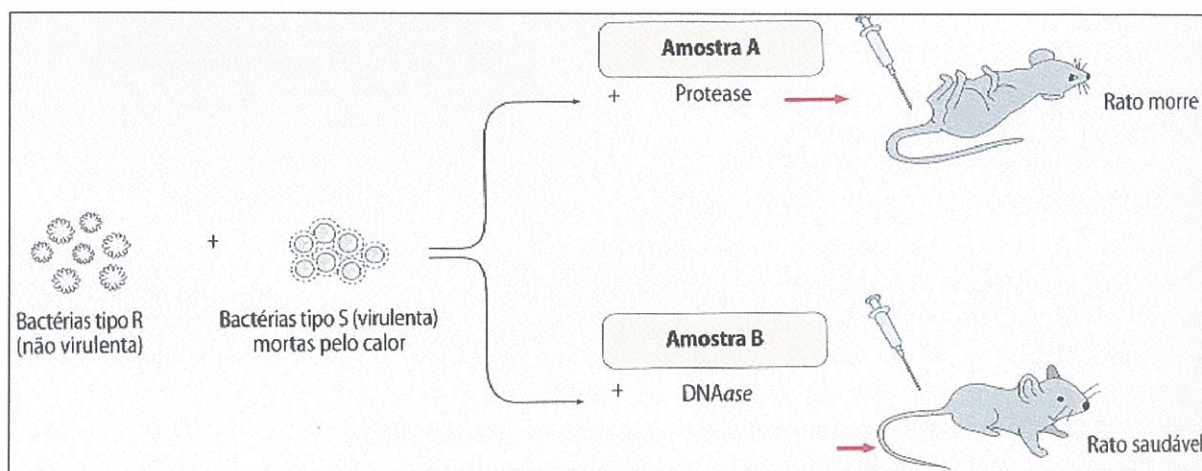 Amostra A
+ Protease
Rato morre
+
Bactérias tipo R
(não virulenta)
Bactérias tipo S (virulenta)
mortas pelo calor
Amostra B
+ DNAase
Rato saudável